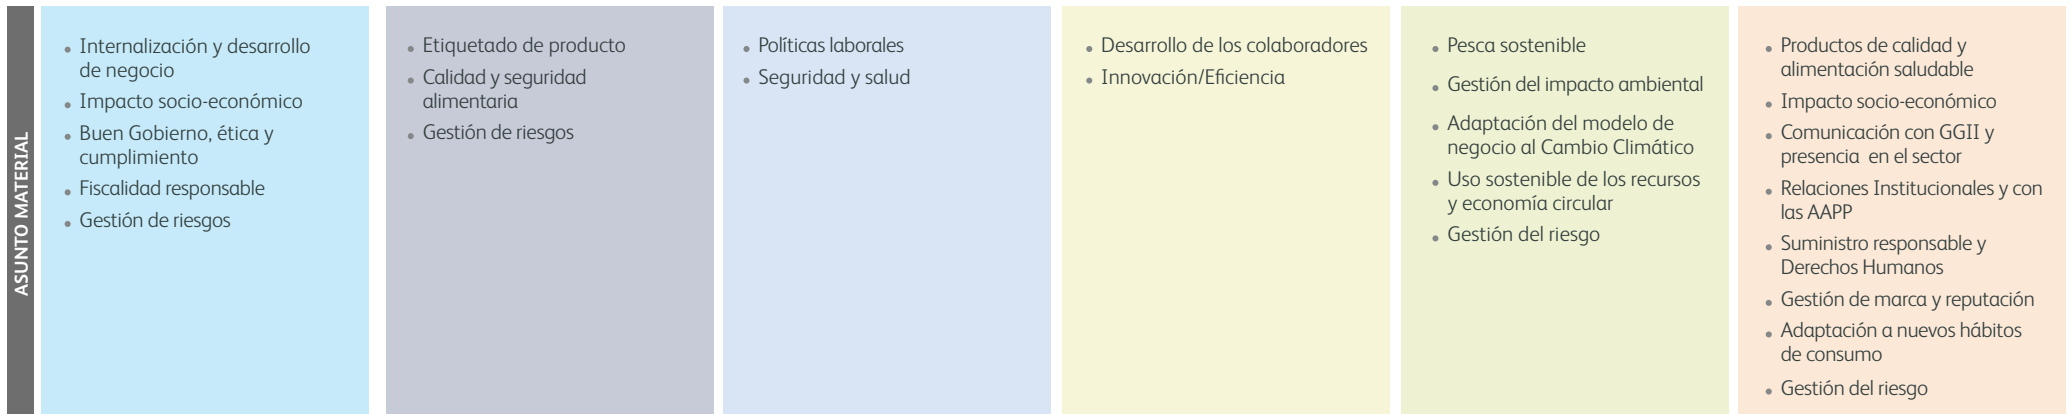 ASUNTO MATERIAL
• Internalización y desarrollo
de negocio
• Impacto socio-económico
• Buen Gobierno, ética y
cumplimiento
• Fiscalidad responsable
• Gestión de riesgos
• Etiquetado de producto
• Calidad y seguridad
alimentaria
• Gestión de riesgos
• Políticas laborales
• Seguridad y salud
• Desarrollo de los colaboradores
• Innovación/Eficiencia
• Pesca sostenible
• Gestión del impacto ambiental
• Adaptación del modelo de
negocio al Cambio Climático
• Uso sostenible de los recursos
y economía circular
• Gestión del riesgo
• Productos de calidad y
alimentación saludable
• Impacto socio-económico
• Comunicación con GGII y
presencia en el sector
• Relaciones Institucionales y con
las AAPP
• Suministro responsable y
Derechos Humanos
• Gestión de marca y reputación
• Adaptación a nuevos hábitos
de consumo
• Gestión del riesgo